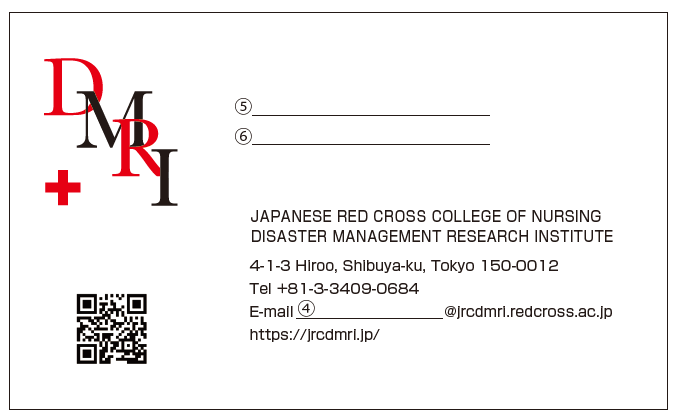 DMRI
⑤
⑥
JAPANESE RED CROSS COLLEGE OF NURSING
DISASTER MANAGEMENT RESEARCH INSTITUTE
4-1-3 Hiroo, Shibuya-ku, Tokyo 150-0012
Tel +81-3-3409-0684
E-mail ④ @jrcdmri.redcross.ac.jp
https://jrcdmri.jp/